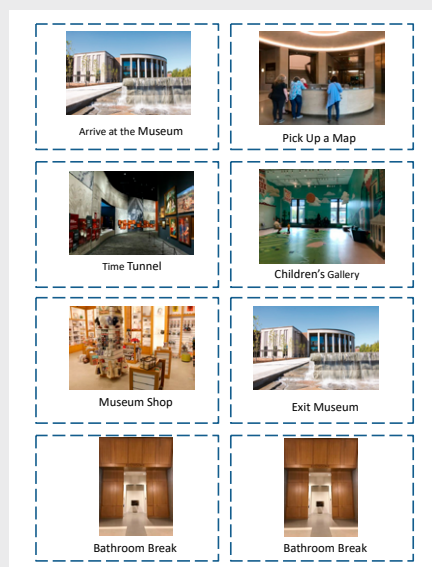 Arrive at the Museum
Pick Up a Map
Time Tunnel
Children's Gallery
Museum Shop
Exit Museum
Bathroom Break
Bathroom Break